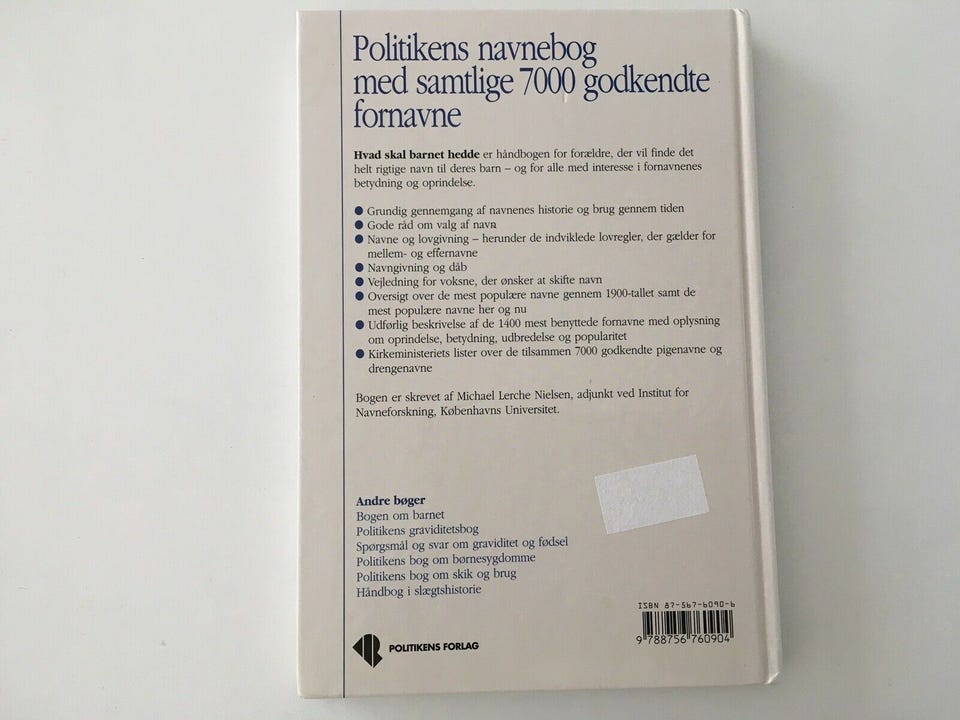 Politikens navnebog
med samtlige 7000 godkendte
fornavne
Hvad skal barnet hedde er håndbogen for forældre, der vil finde det
helt rigtige navn til deres barn – og for alle med interesse i fornavnenes
betydning og oprindelse.
● Grundig gennemgang af navnenes historie og brug gennem tiden
● Gode råd om valg af navn
● Navne og lovgivning – herunder de indviklede lovregler, der gælder for
mellem- og efternavne
● Navngivning og dåb
● Vejledning for voksne, der ønsker at skifte navn
● Oversigt over de mest populære navne gennem 1900-tallet samt de
mest populære navne her og nu
● Udførlig beskrivelse af de 1400 mest benyttede fornavne med oplysning
om oprindelse, betydning, udbredelse og popularitet
● Kirkeministeriets lister over de tilsammen 7000 godkendte pigenavne og
drengenavne
Bogen er skrevet af Michael Lerche Nielsen, adjunkt ved Institut for
Navneforskning, Københavns Universitet.
Andre bøger
Bogen om barnet
Politikens graviditetsbog
Spørgsmål og svar om graviditet og fødsel
Politikens bog om børnesygdomme
Politikens bog om skik og brug
Håndbog i slægtshistorie
POLITIKENS FORLAG
ISBN 87-567-6090-6
9 788756 760904